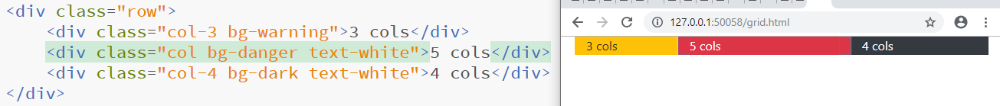 <div class="row">
    <div class="col-3 bg-warning">3 cols</div>
    <div class="col bg-danger text-white">5 cols</div>
    <div class="col-4 bg-dark text-white">4 cols</div>
</div>
127.0.0.1:50058/grid.html
3 cols 5 cols 4 cols